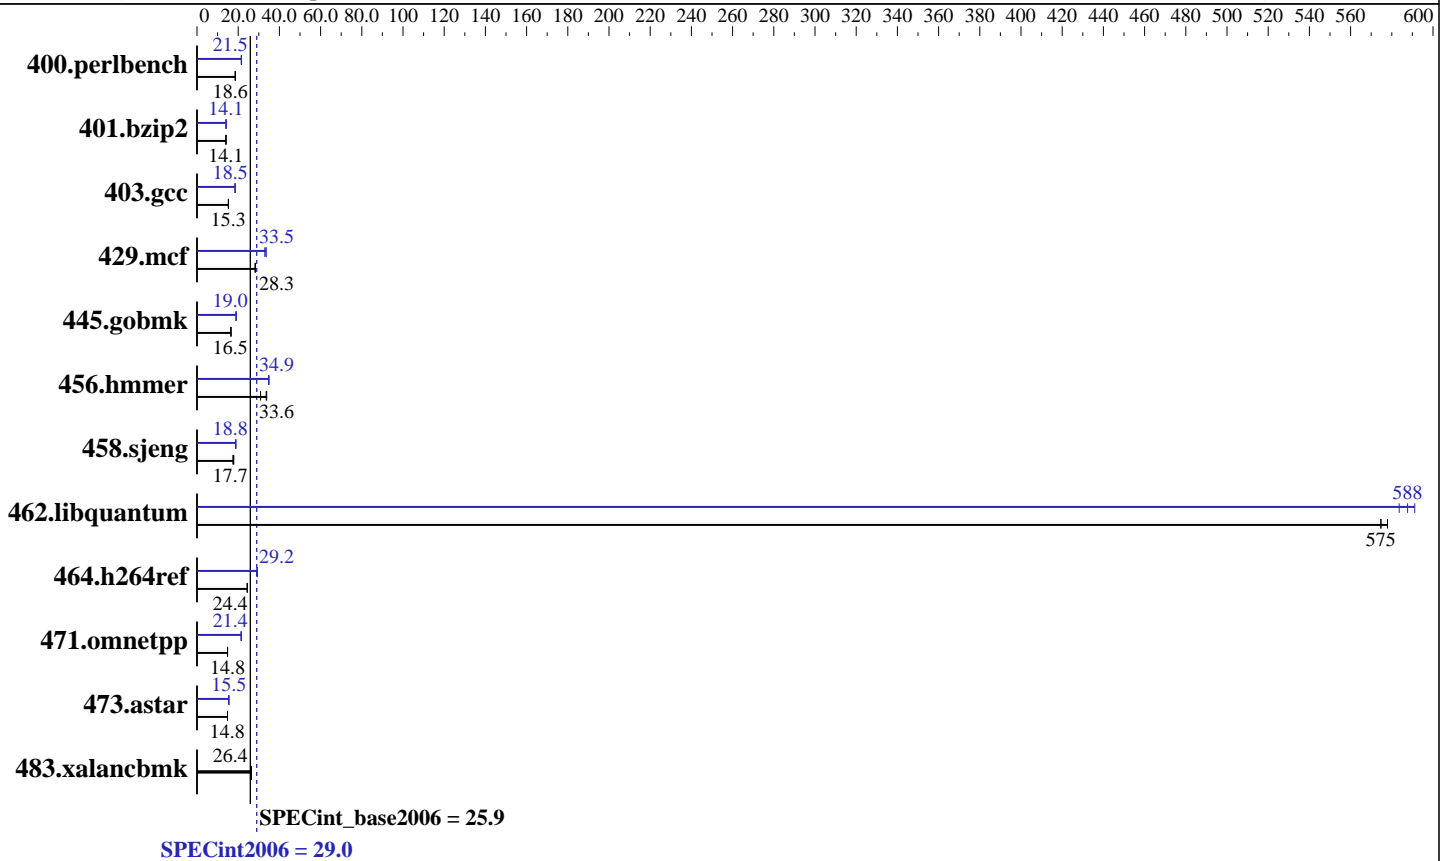 0 20.0 40.0 60.0 80.0 100 120 140 160 180 200 220 240 260 280 300 320 340 360 380 400 420 440 460 480 500 520 540 560 600
21.5
400.perlbench
18.6
14.1
401.bzip2
14.1
18.5
403.gcc
15.3
33.5
429.mcf
28.3
19.0
445.gobmk
16.5
34.9
456.hmmer
33.6
18.8
458.sjeng
17.7
588
462.libquantum
575
29.2
464.h264ref
24.4
21.4
471.omnetpp
14.8
15.5
473.astar
14.8
26.4
483.xalancbmk
SPECint_base2006 = 25.9
SPECint2006 = 29.0